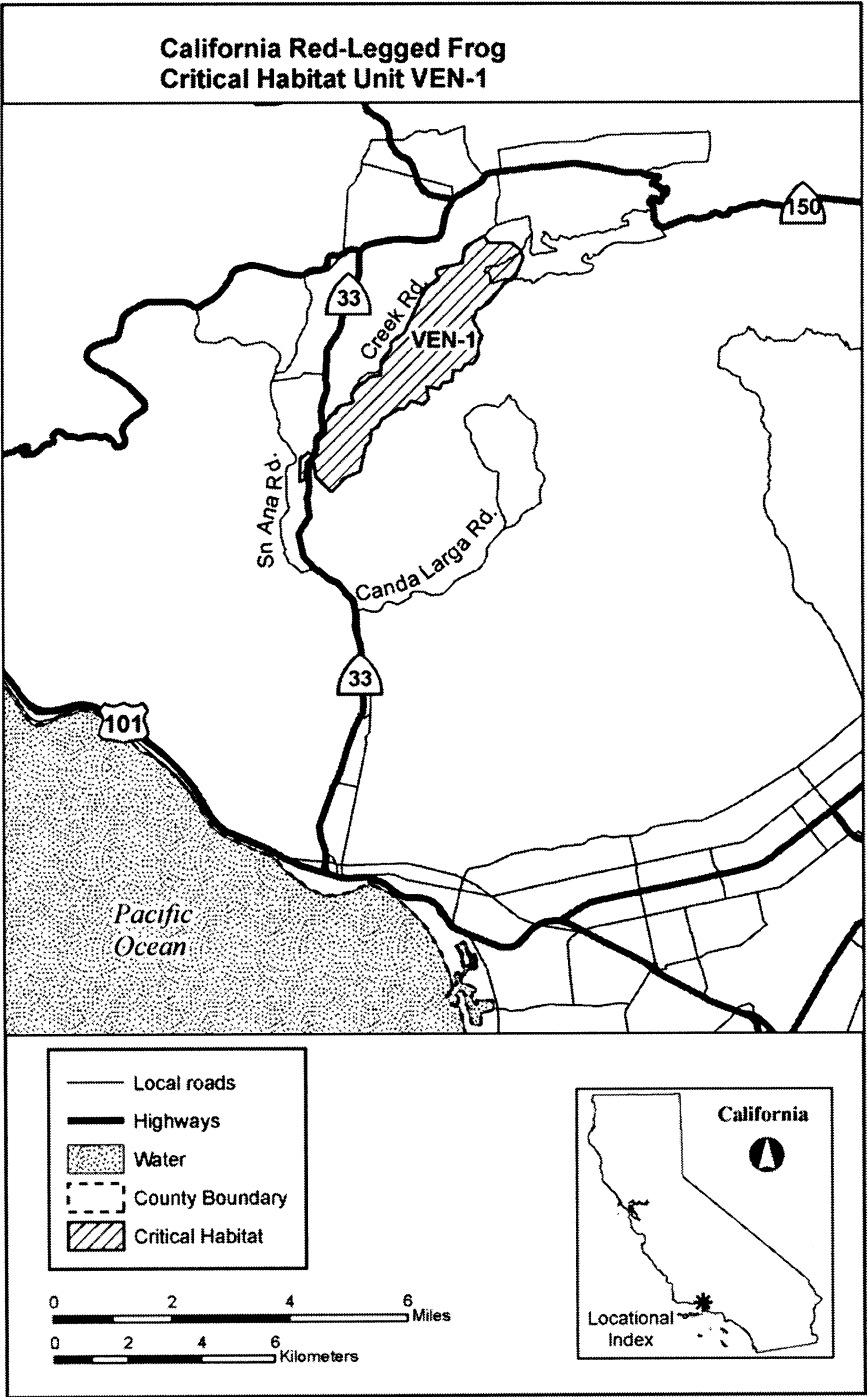 California Red-Legged Frog
Critical Habitat Unit VEN-1
150
33
Creek Rd.
VEN-1
Sn Ana Rd.
Canda Larga Rd.
33
101
Pacific
Ocean
Local roads
Highways
Water
County Boundary
Critical Habitat
0 2 4 6 Miles
0 2 4 6 Kilometers
California
Locational
Index